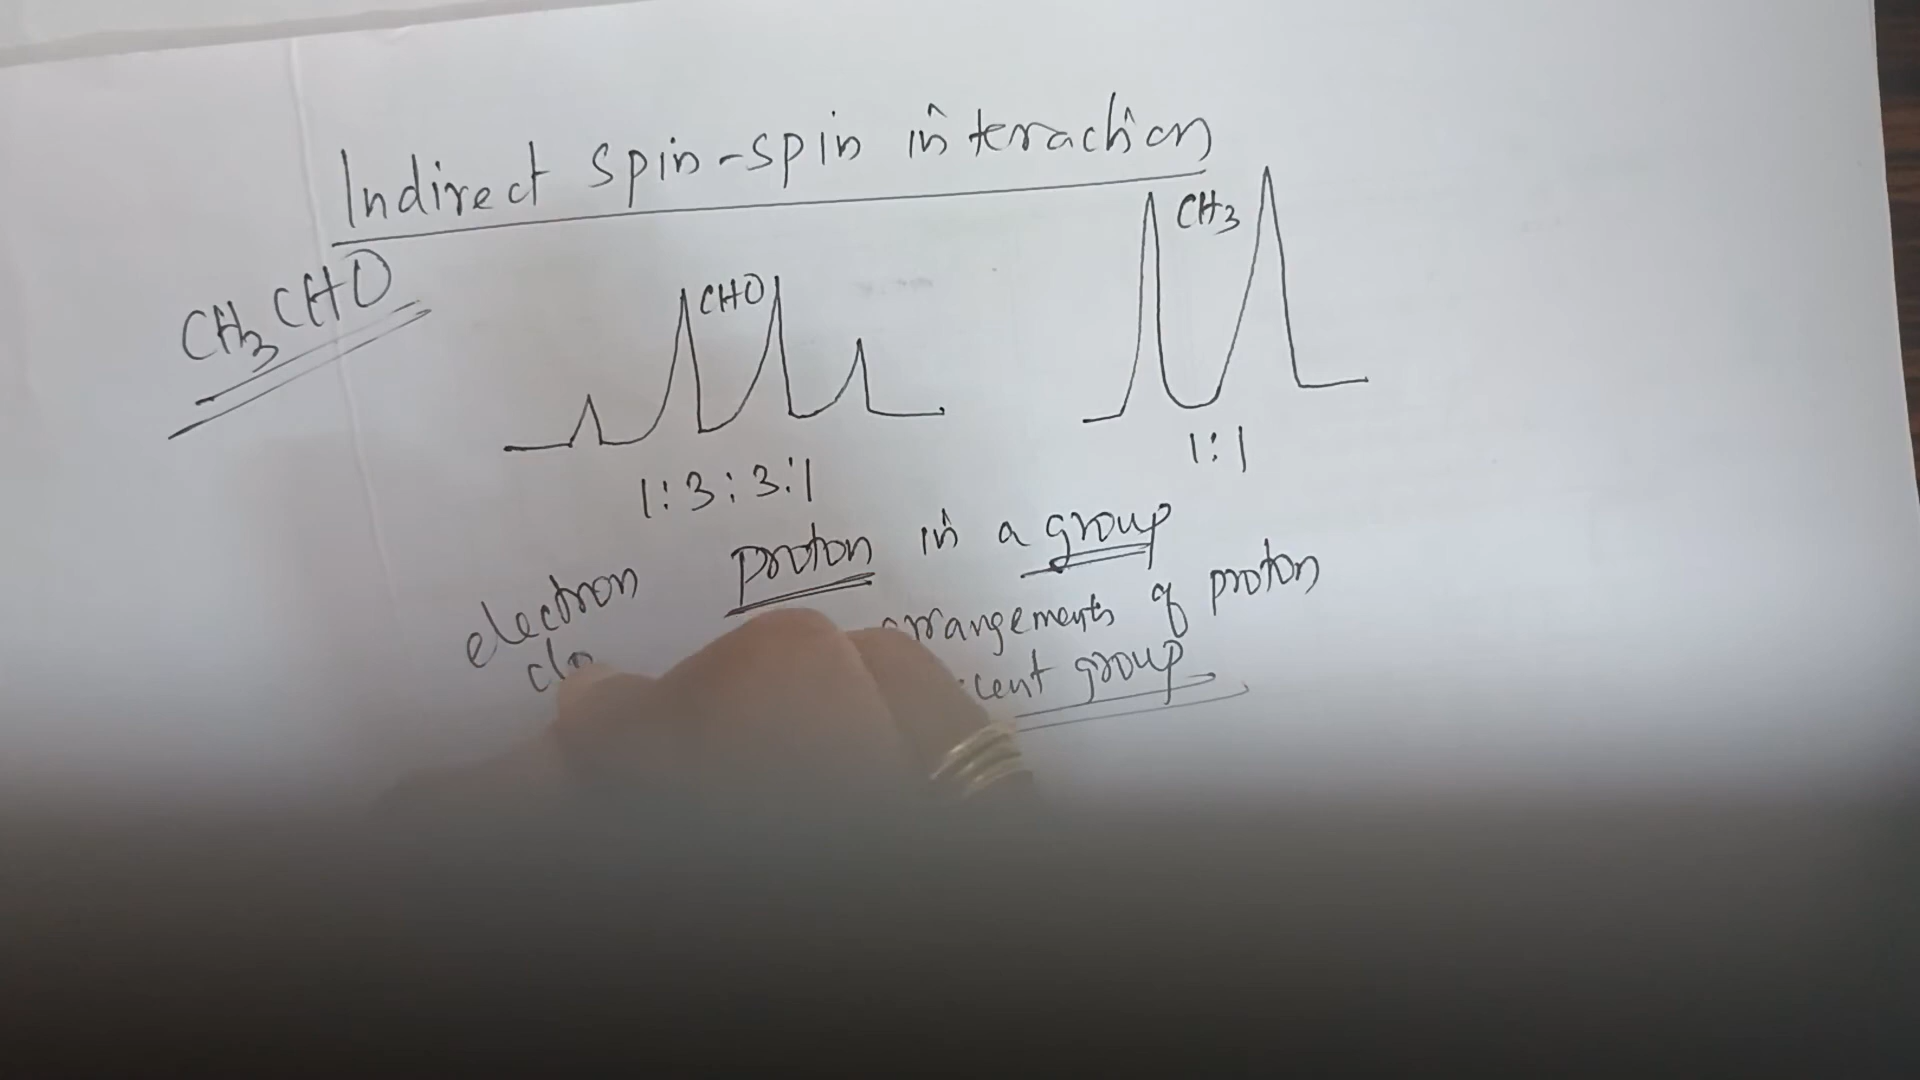 Indirect spin-spin interaction
CH3CHO
CHO
CH3
1:3:3:1
1:1
electron proton in a group
arrangements of proton
group